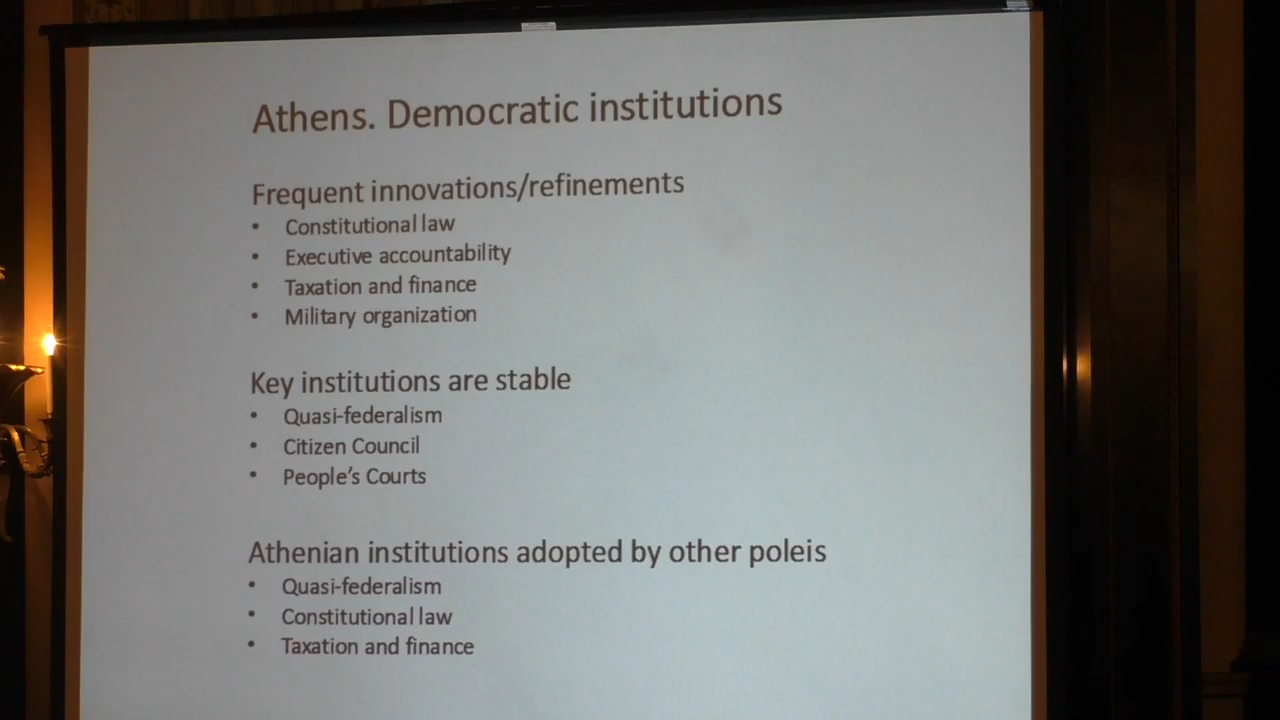 Athens. Democratic institutions
Frequent innovations/refinements
• Constitutional law
• Executive accountability
• Taxation and finance
• Military organization
Key institutions are stable
• Quasi-federalism
• Citizen Council
• People's Courts
Athenian institutions adopted by other poleis
• Quasi-federalism
• Constitutional law
• Taxation and finance